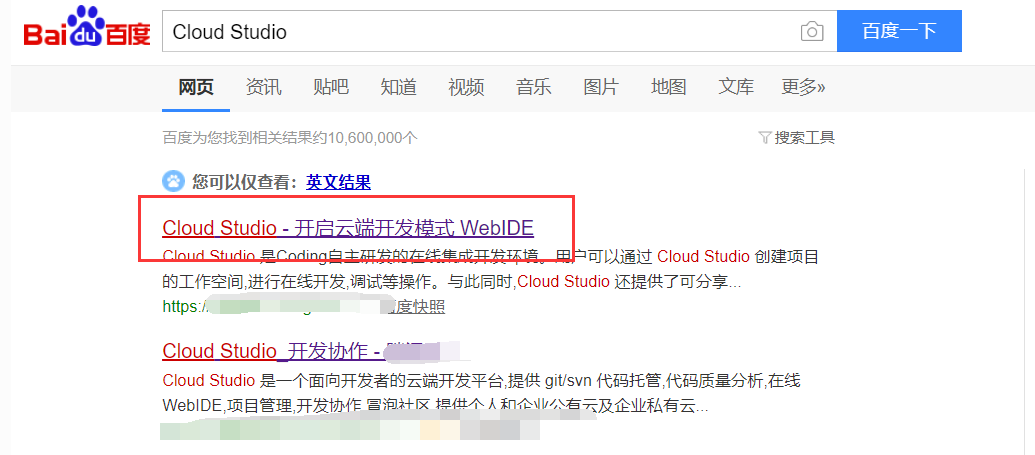 Baidu百度 Cloud Studio 百度一下
网页 资讯 贴吧 知道 视频 音乐 图片 地图 文库 更多»
百度为您找到相关结果约10,600,000个 搜索工具
您可以仅查看：英文结果
Cloud Studio - 开启云端开发模式 WebIDE
Cloud Studio 是Coding自主研发的在线集成开发环境。用户可以通过 Cloud Studio 创建项目
的工作空间,进行在线开发,调试等操作。与此同时,Cloud Studio 还提供了可分享...
https:/ 度快照
Cloud Studio_开发协作 -
Cloud Studio 是一个面向开发者的云端开发平台,提供 git/svn 代码托管,代码质量分析,在线
WebIDE,项目管理,开发协作,冒泡社区,提供个人和企业公有云及企业私有云...